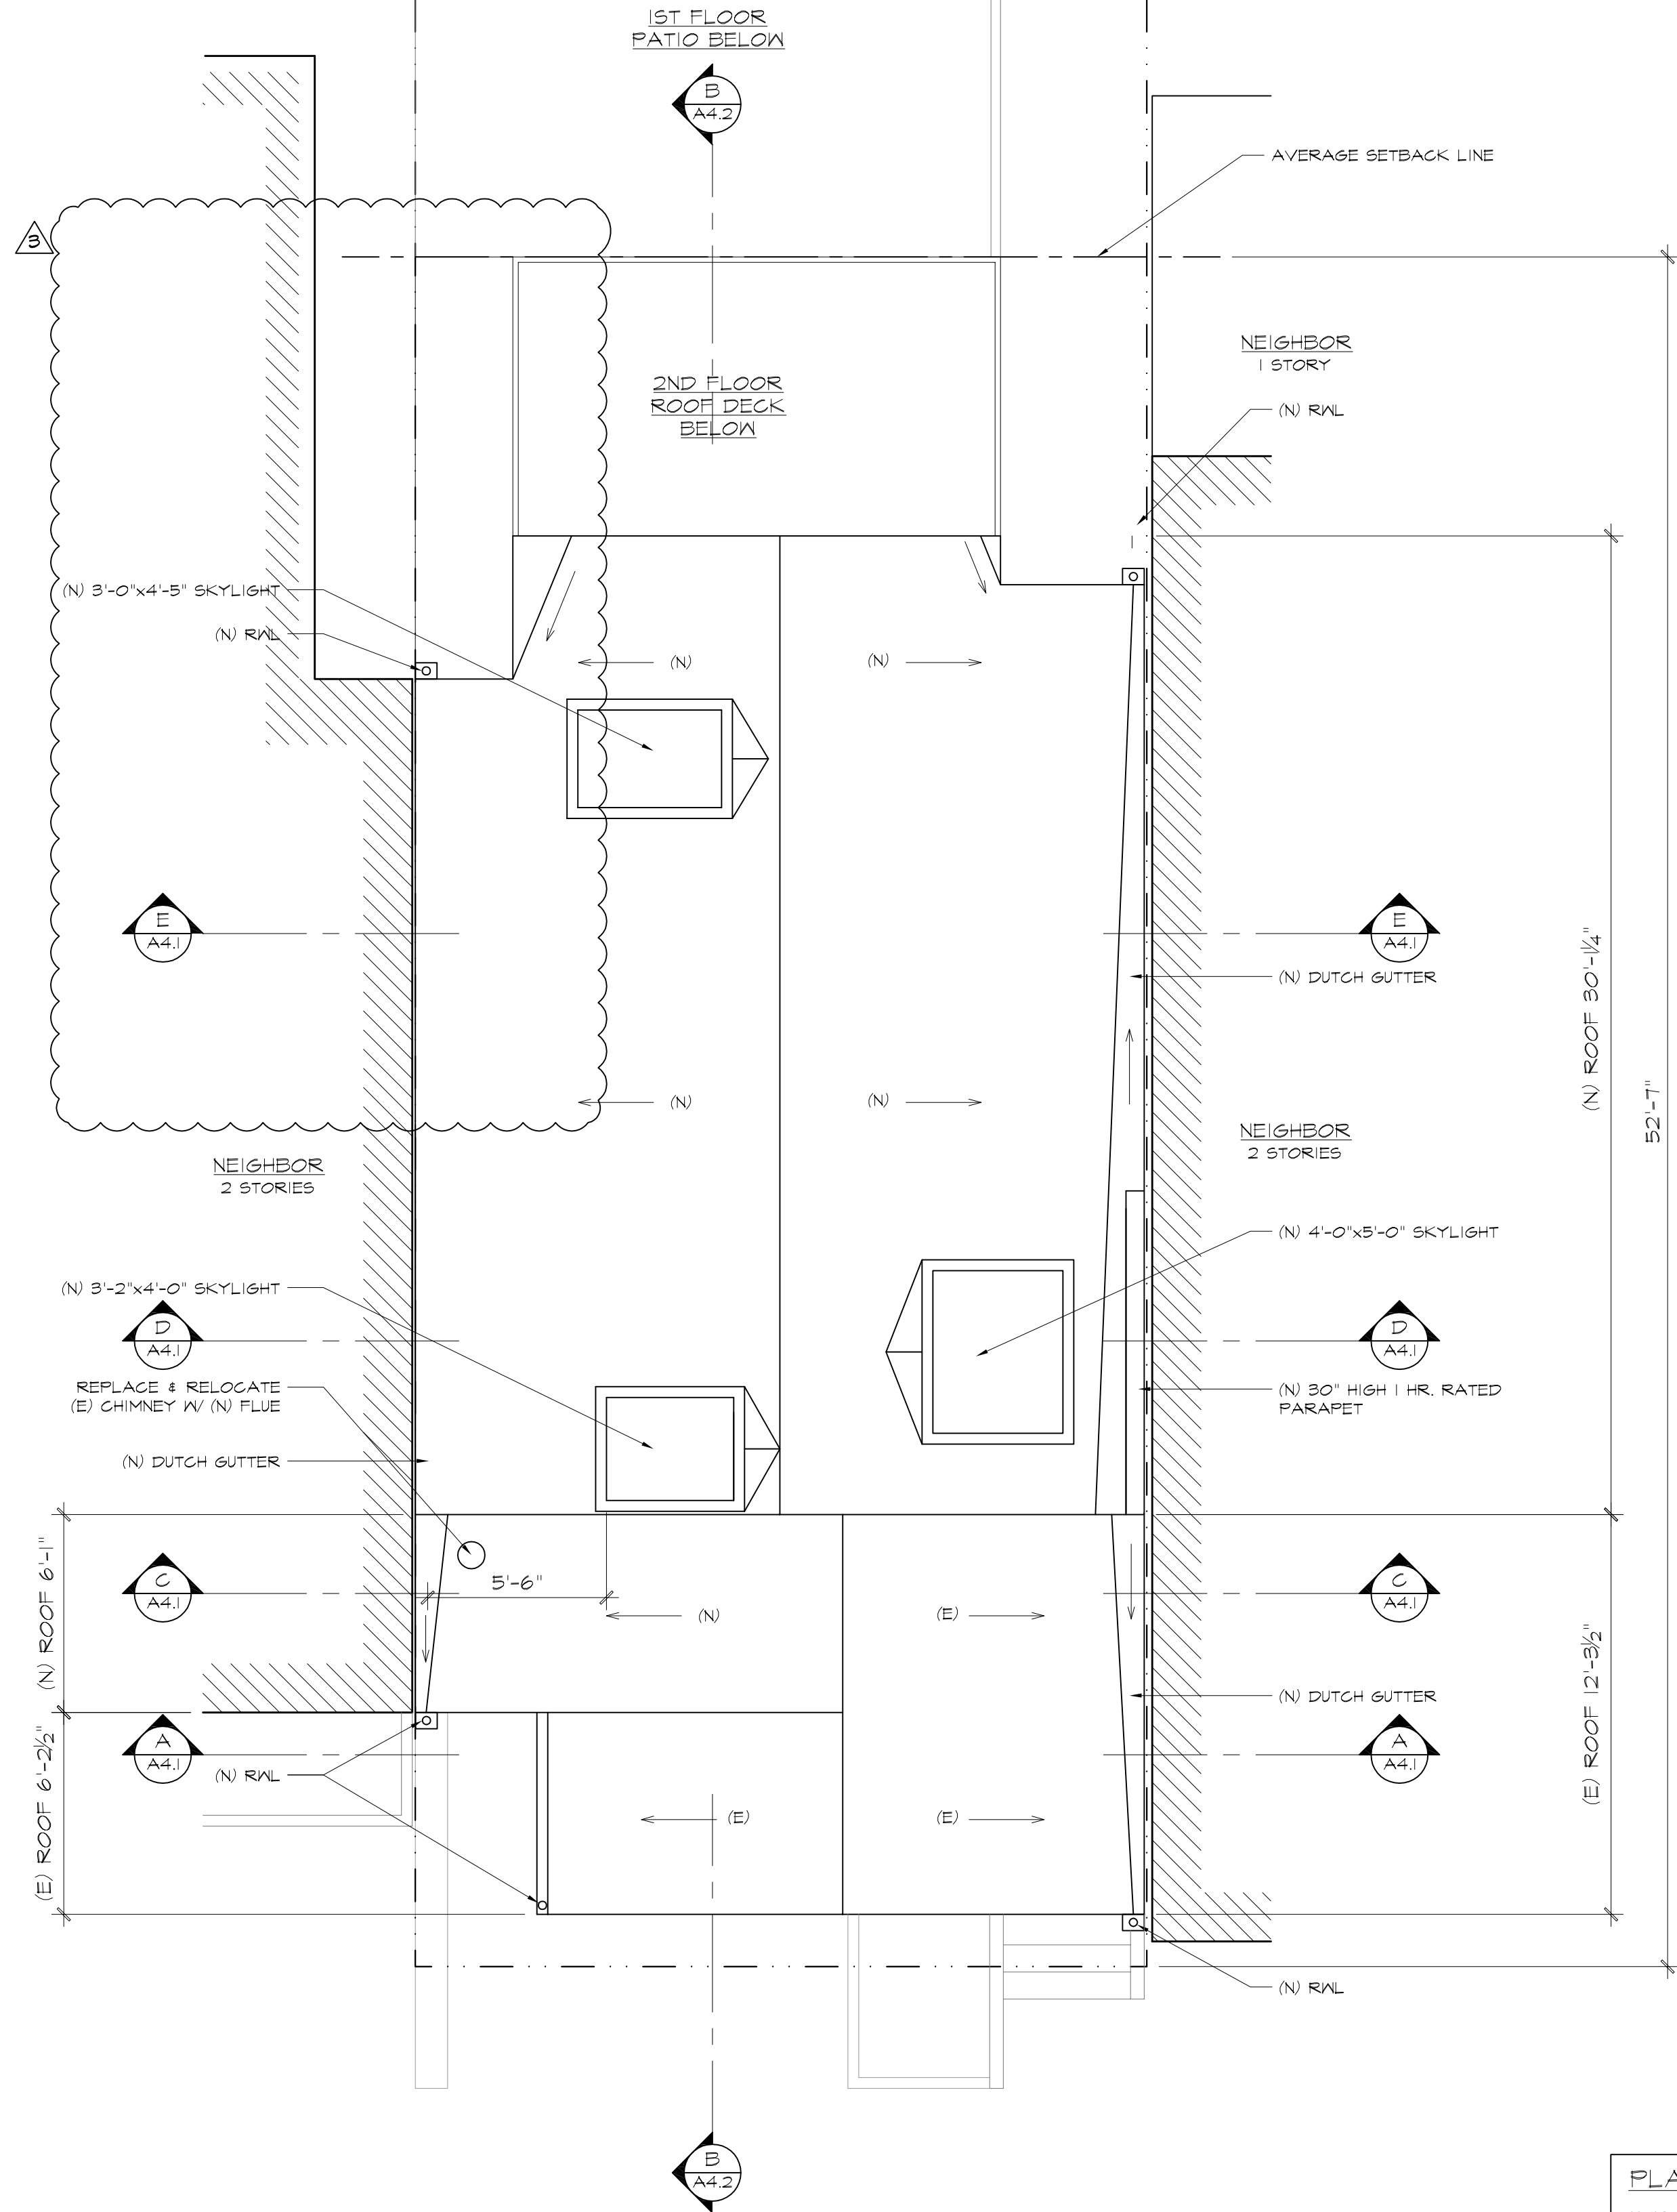 1ST FLOOR
PATIO BELOW
B
A4.2
AVERAGE SETBACK LINE
3
NEIGHBOR
1 STORY
2ND FLOOR
ROOF DECK
BELOW
(N) RWL
(N) 3'-0"x4'-5" SKYLIGHT
(N) RWL
(N)
(N)
E
A4.1
E
A4.1
(N) DUTCH GUTTER
(N) ROOF 30'-1¼"
52'-7"
(N)
(N)
NEIGHBOR
2 STORIES
NEIGHBOR
2 STORIES
(N) 4'-0"x5'-0" SKYLIGHT
(N) 3'-2"x4'-0" SKYLIGHT
D
A4.1
D
A4.1
REPLACE & RELOCATE
(E) CHIMNEY W/ (N) FLUE
(N) 30" HIGH 1 HR. RATED
PARAPET
(N) DUTCH GUTTER
(N) ROOF 6'-1"
C
A4.1
5'-6"
C
A4.1
(N)
(E)
(E) ROOF 12'-3½"
(N) DUTCH GUTTER
A
A4.1
A
A4.1
(N) RWL
(E) ROOF 6'-2½"
(E)
(E)
(N) RWL
B
A4.2
PLA